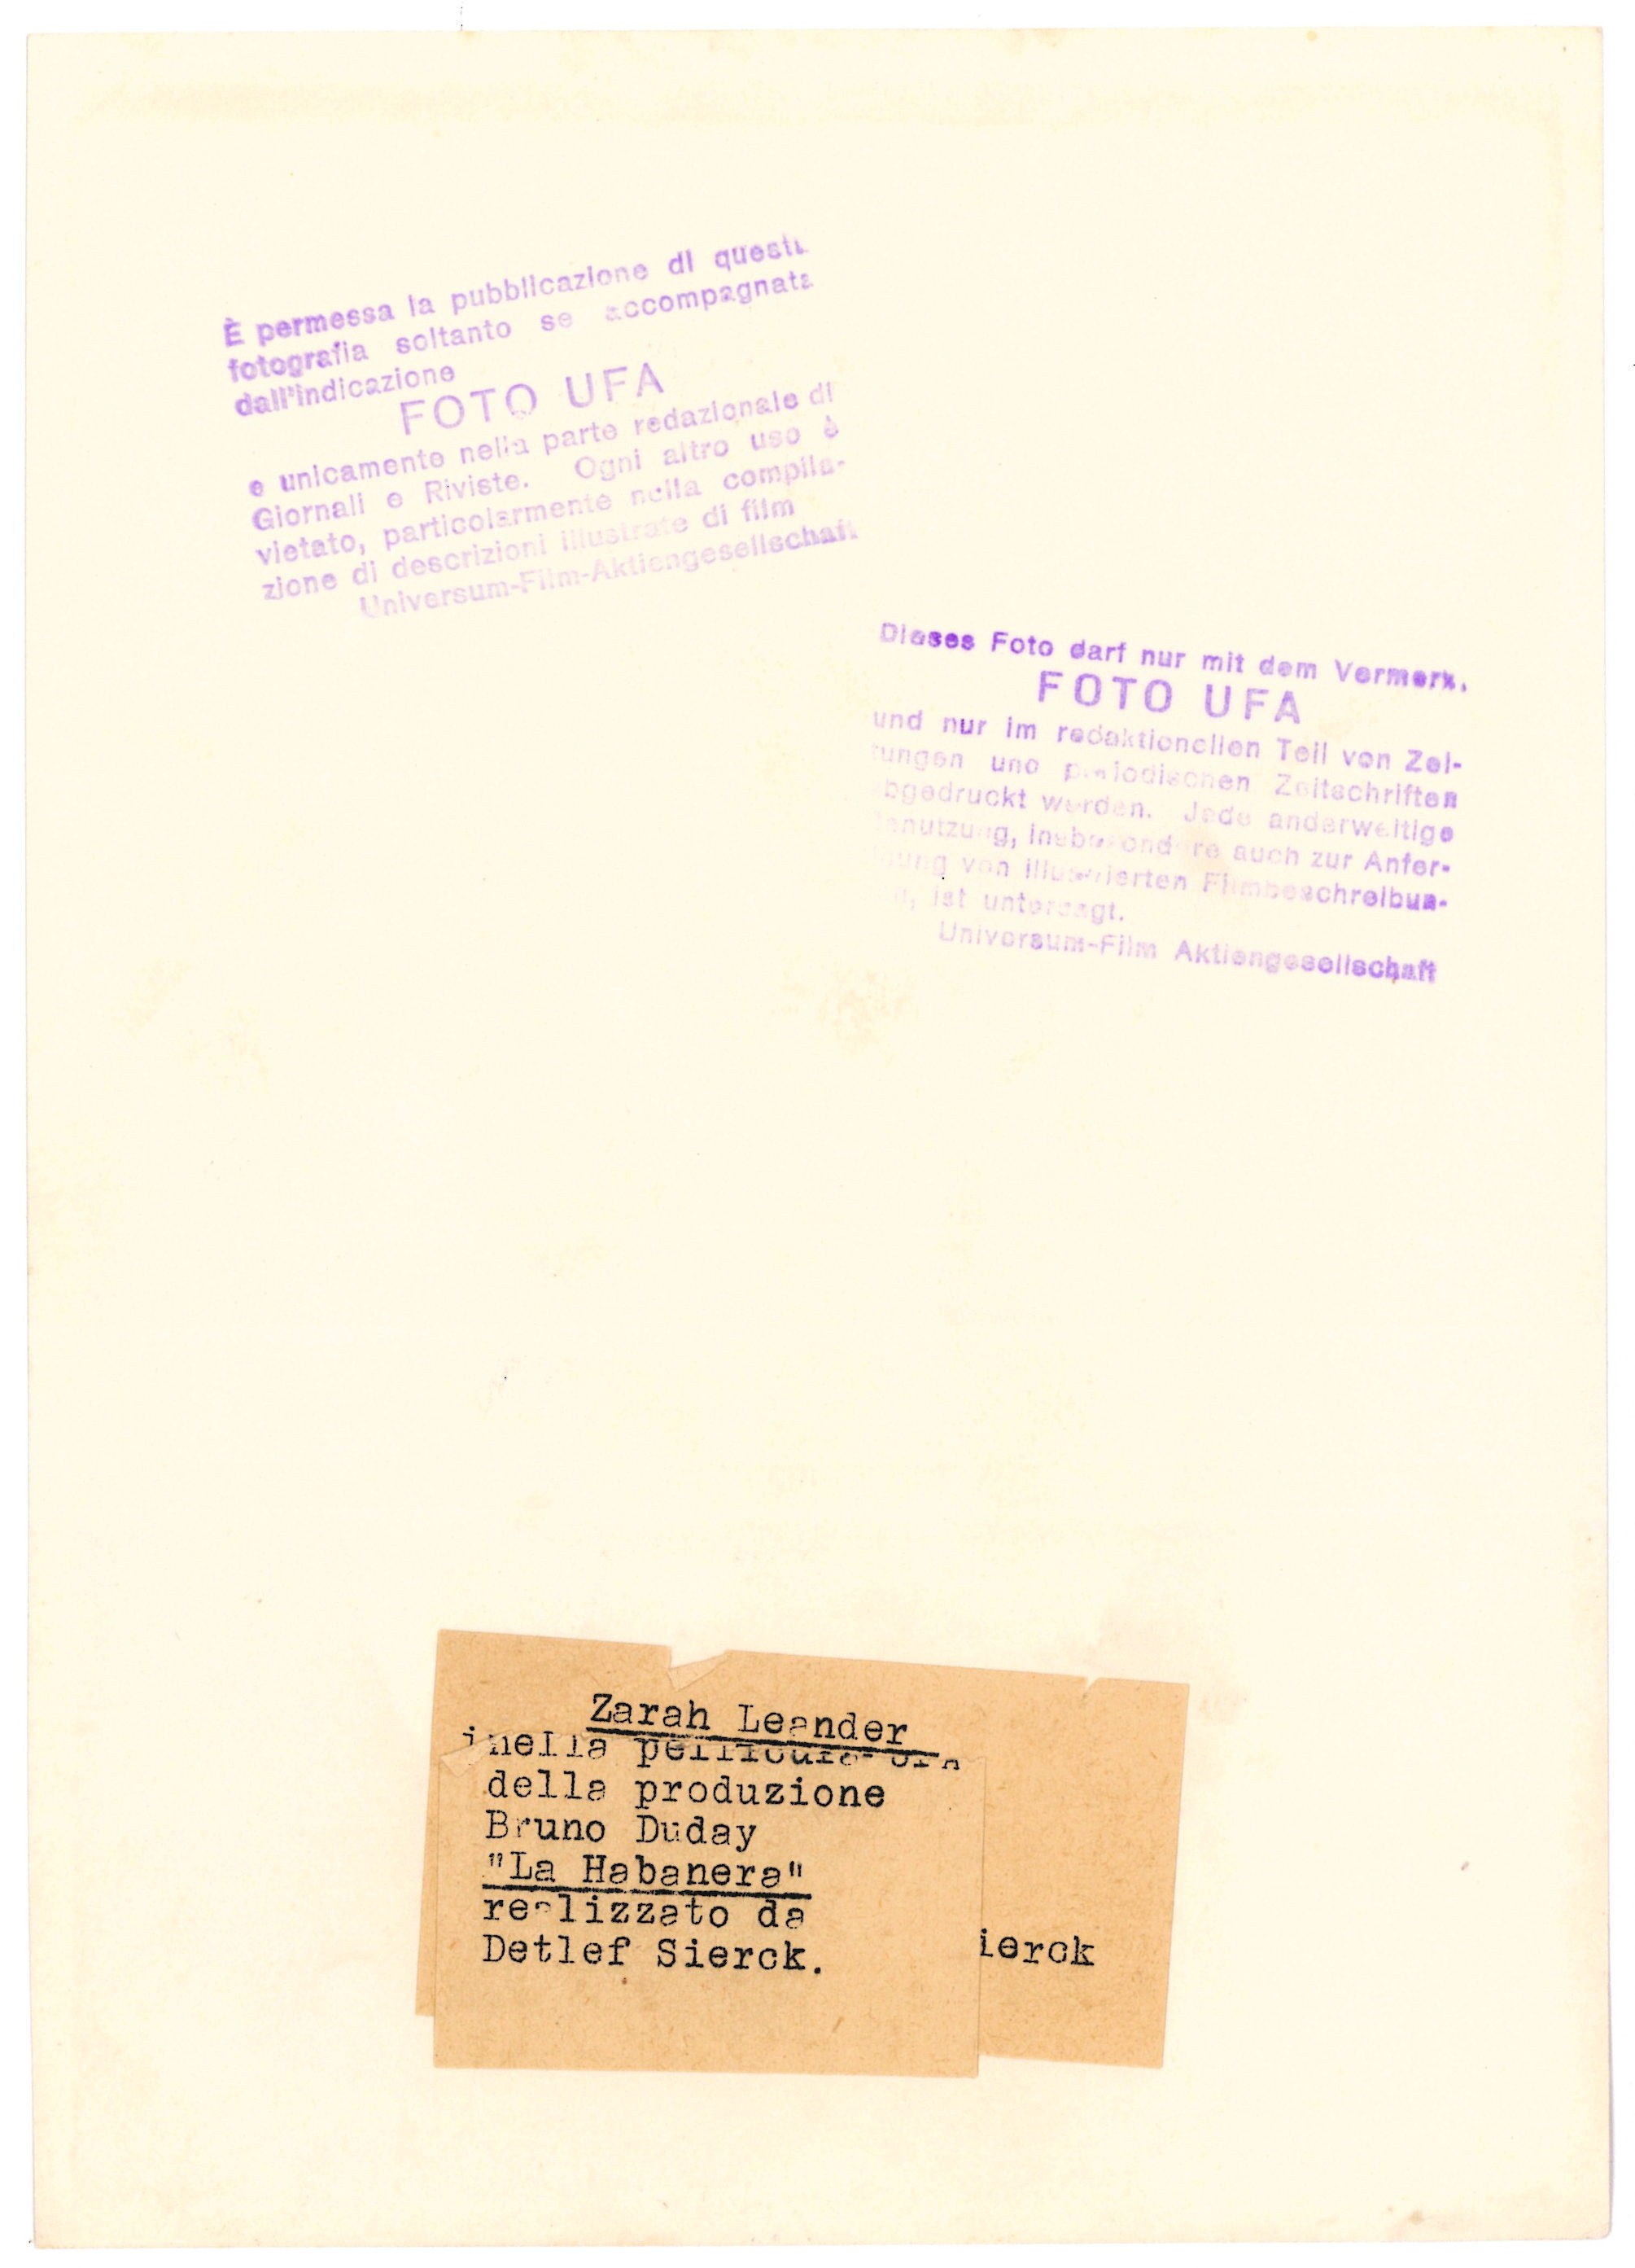 È permessa la pubblicazione di questa
fotografia soltanto se accompagnata
dall'indicazione
FOTO UFA
e unicamente nella parte redazionale di
Giornali e Riviste. Ogni altro uso è
vietato, particolarmente nella compila-
zione di descrizioni illustrate di film
Universum-Film-Aktiengesellschaft
Dieses Foto darf nur mit dem Vermerk
FOTO UFA
und nur im redaktionellen Teil von Zei-
tungen und periodischen Zeitschriften
abgedruckt werden. Jede anderweitige
Benutzung, insbesondere auch zur Anfer-
von illustrierten Filmbeschreibun-
ist untersagt.
Universum-Film Aktiengesellschaft
Zarah Leander
nella pellicola
della produzione
Bruno Duday
"La Habanera"
realizzato da
Detlef Sierck.
ierck